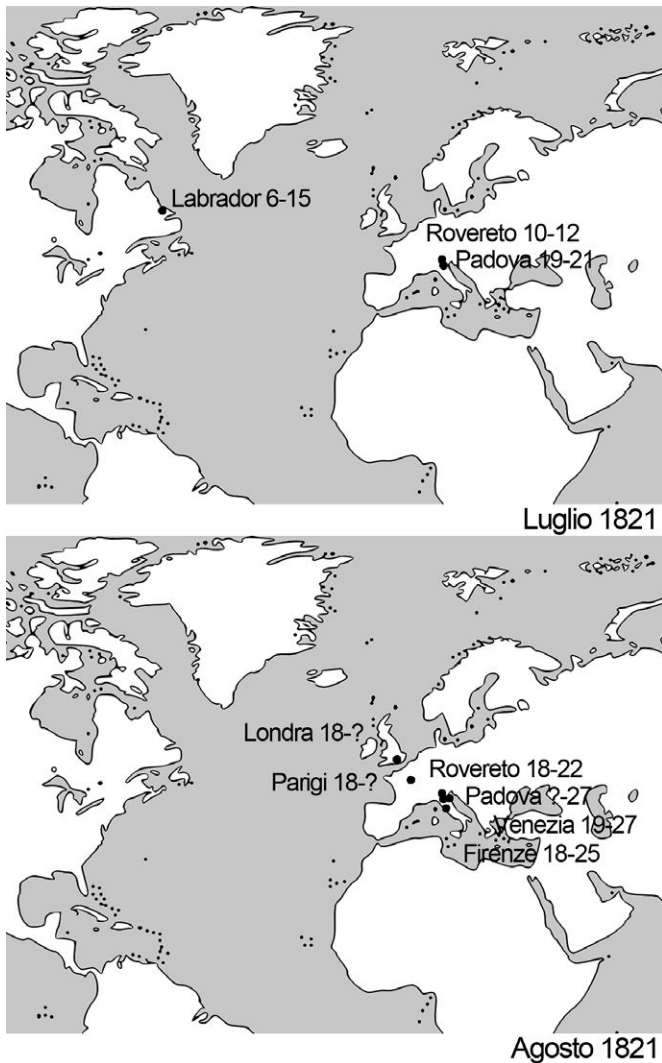 Labrador 6-15
Rovereto 10-12
Padova 19-21
Luglio 1821
Londra 18-?
Parigi 18-?
Rovereto 18-22
Padova ?-27
Venezia 19-27
Firenze 18-25
Agosto 1821